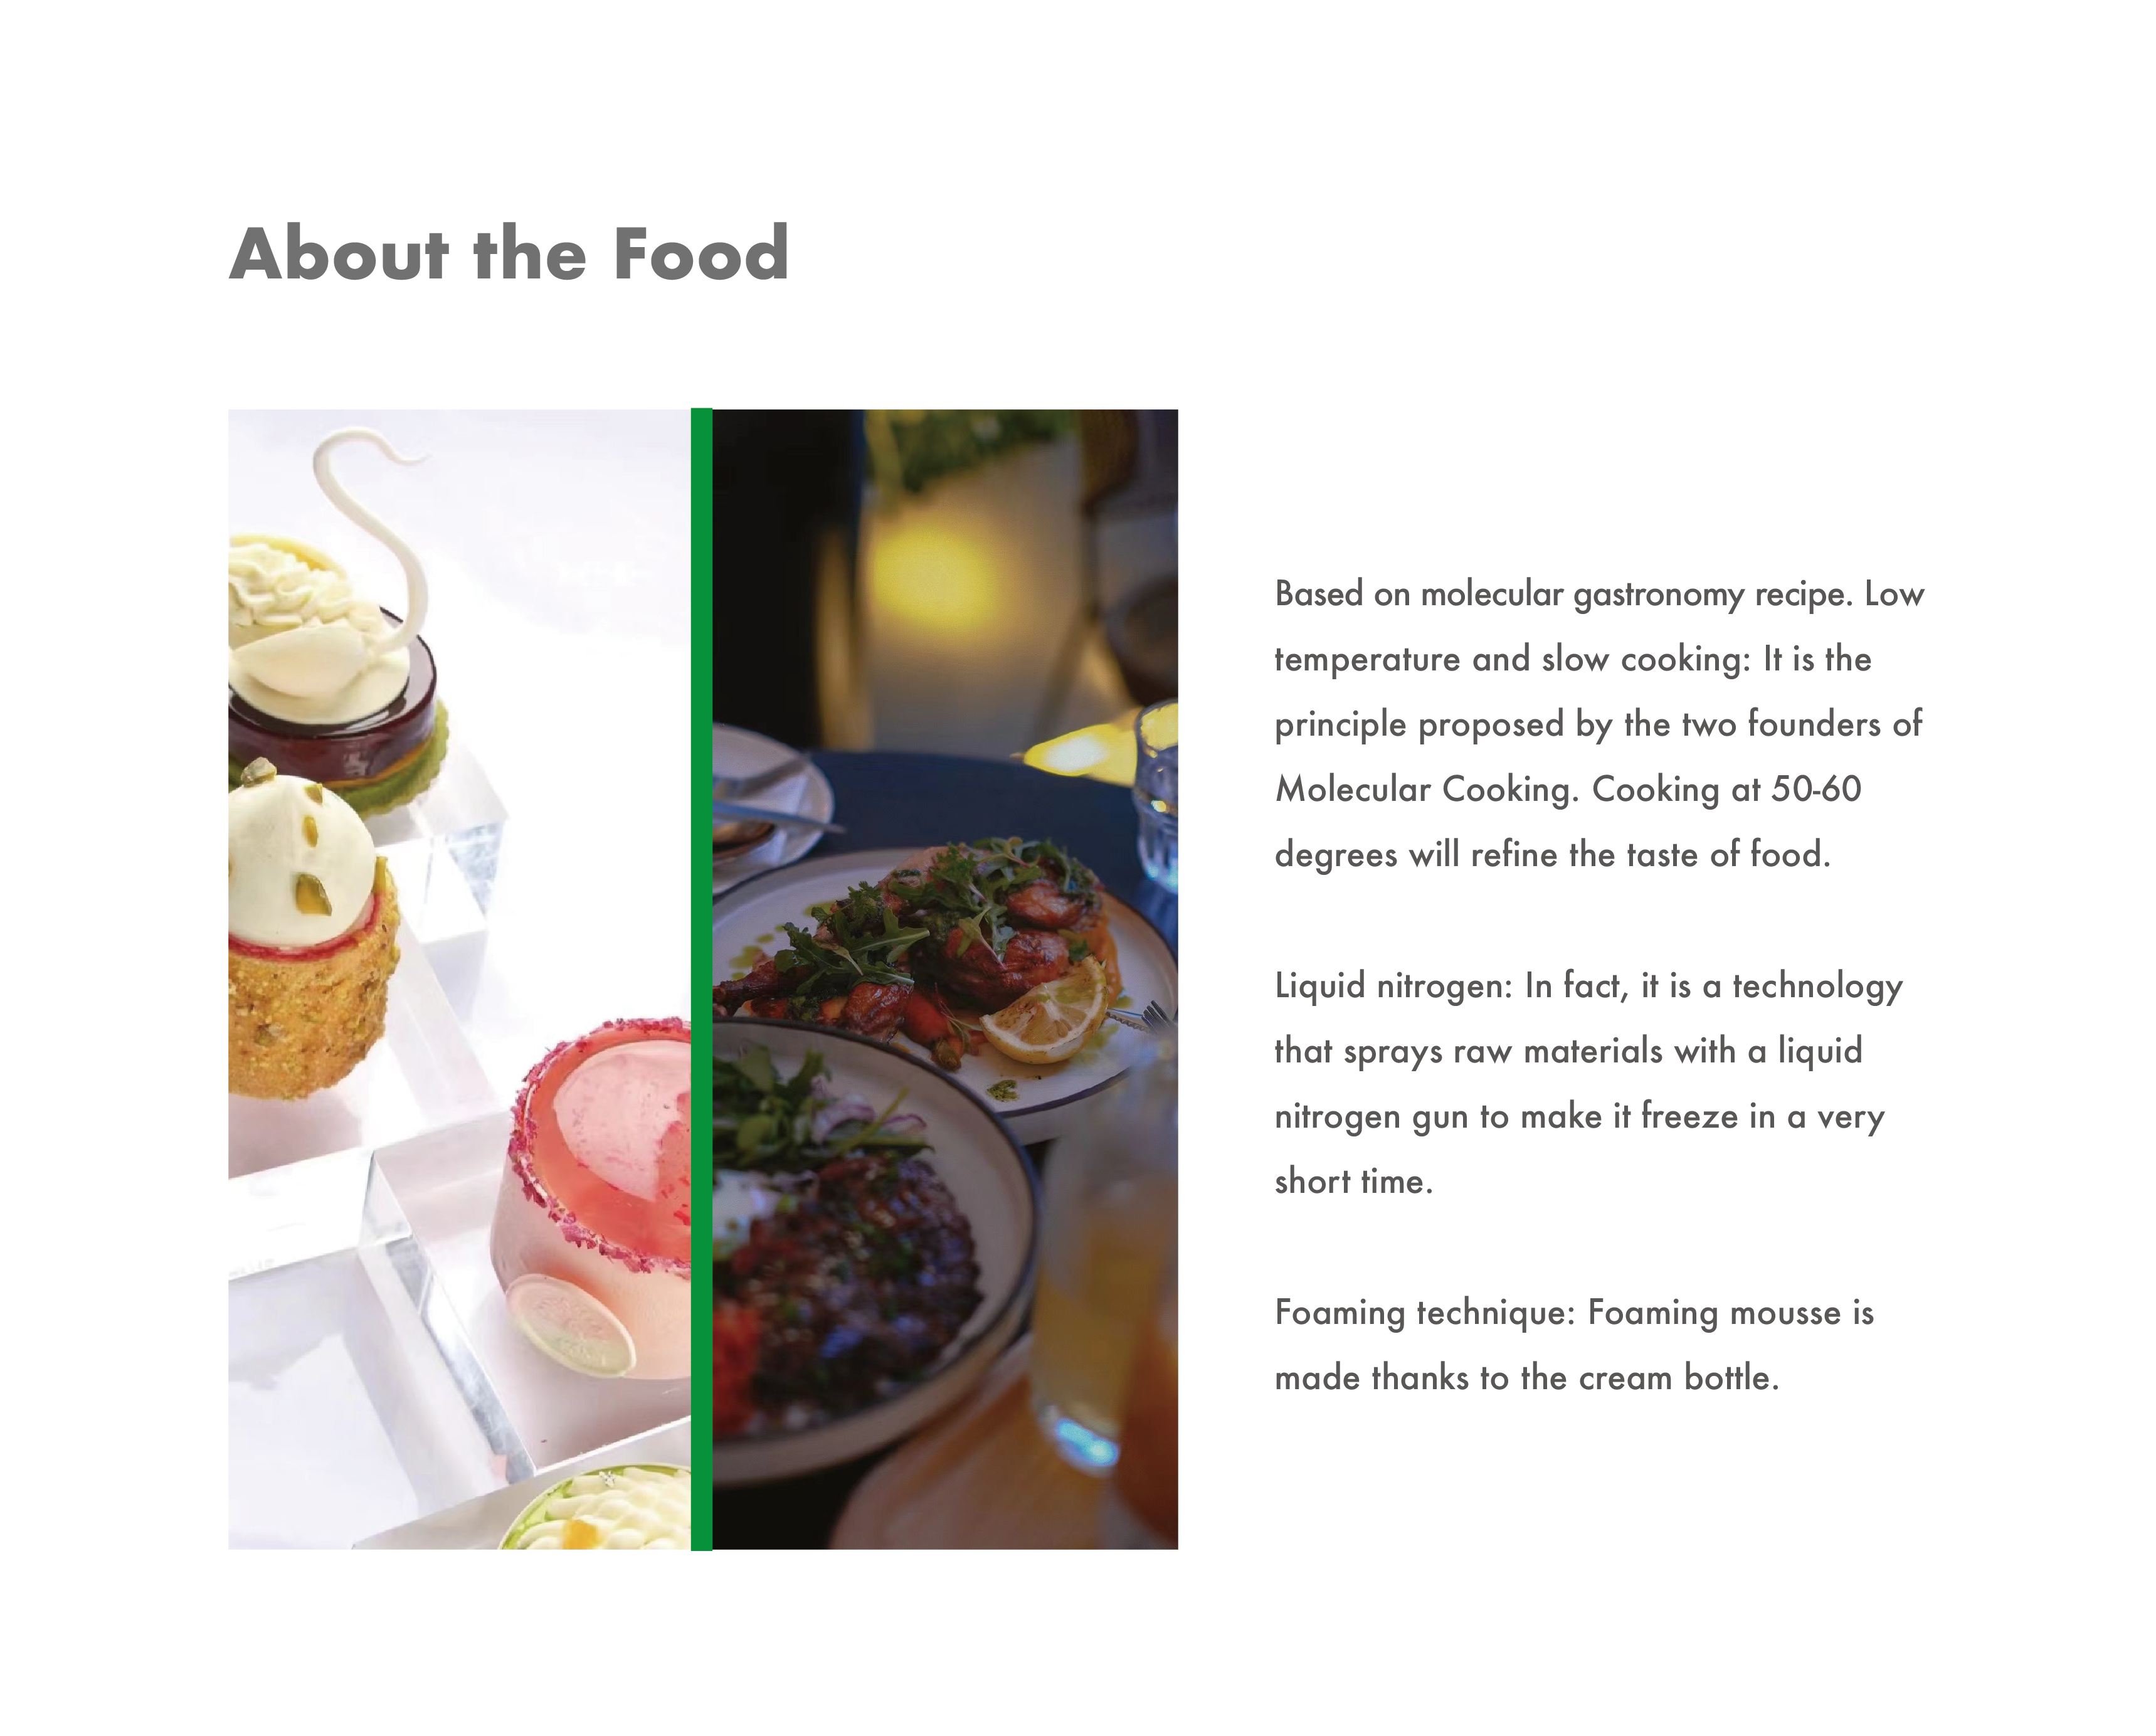 About the Food
Based on molecular gastronomy recipe. Low
temperature and slow cooking: It is the
principle proposed by the two founders of
Molecular Cooking. Cooking at 50-60
degrees will refine the taste of food.
Liquid nitrogen: In fact, it is a technology
that sprays raw materials with a liquid
nitrogen gun to make it freeze in a very
short time.
Foaming technique: Foaming mousse is
made thanks to the cream bottle.